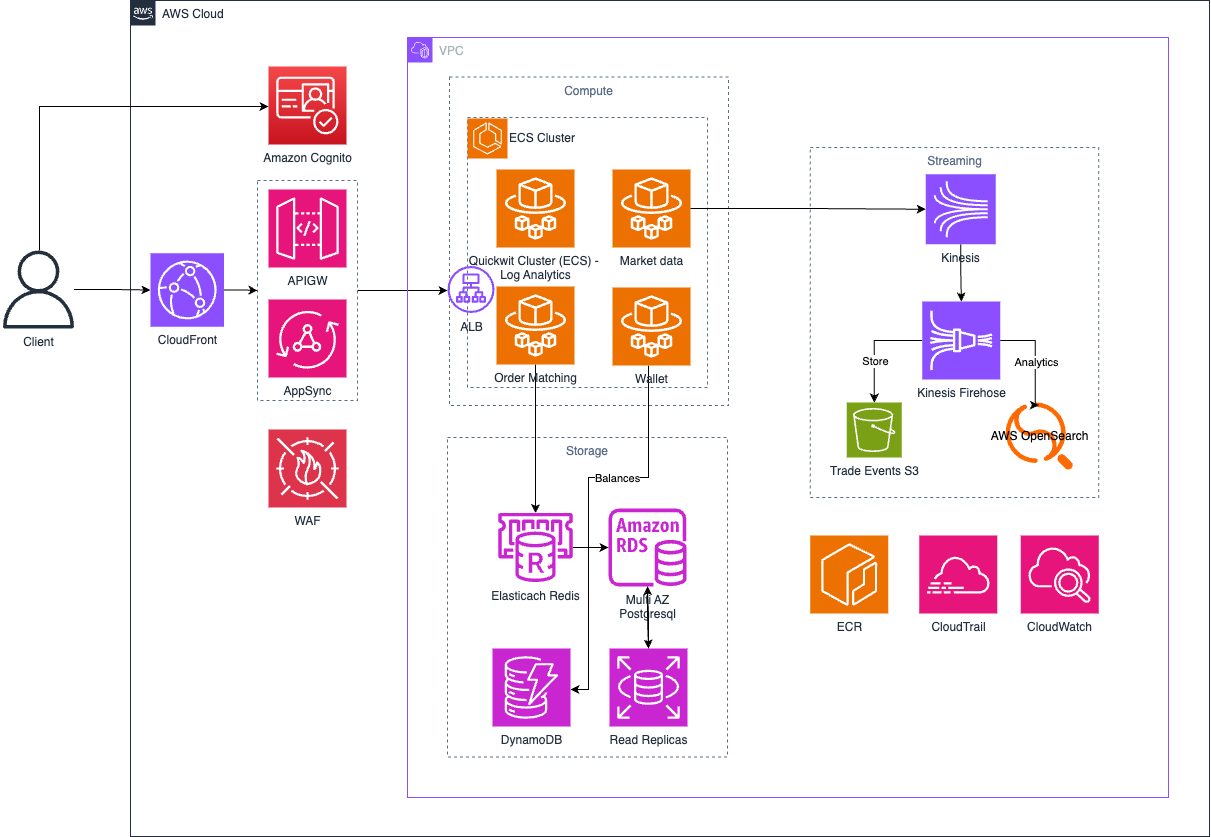 aws
AWS Cloud
VPC
Compute
ECS Cluster
Amazon Cognito
Quickwit Cluster (ECS) -
Log Analytics
Market data
Streaming
Kinesis
APIGW
ALB
Client
CloudFront
AppSync
Order Matching
Wallet
Store
Analytics
Kinesis Firehose
AWS OpenSearch
Trade Events S3
Storage
Balances
WAF
Amazon
RDS
R
Elasticach Redis
Multi AZ
Postgresql
ECR
CloudTrail
CloudWatch
DynamoDB
Read Replicas